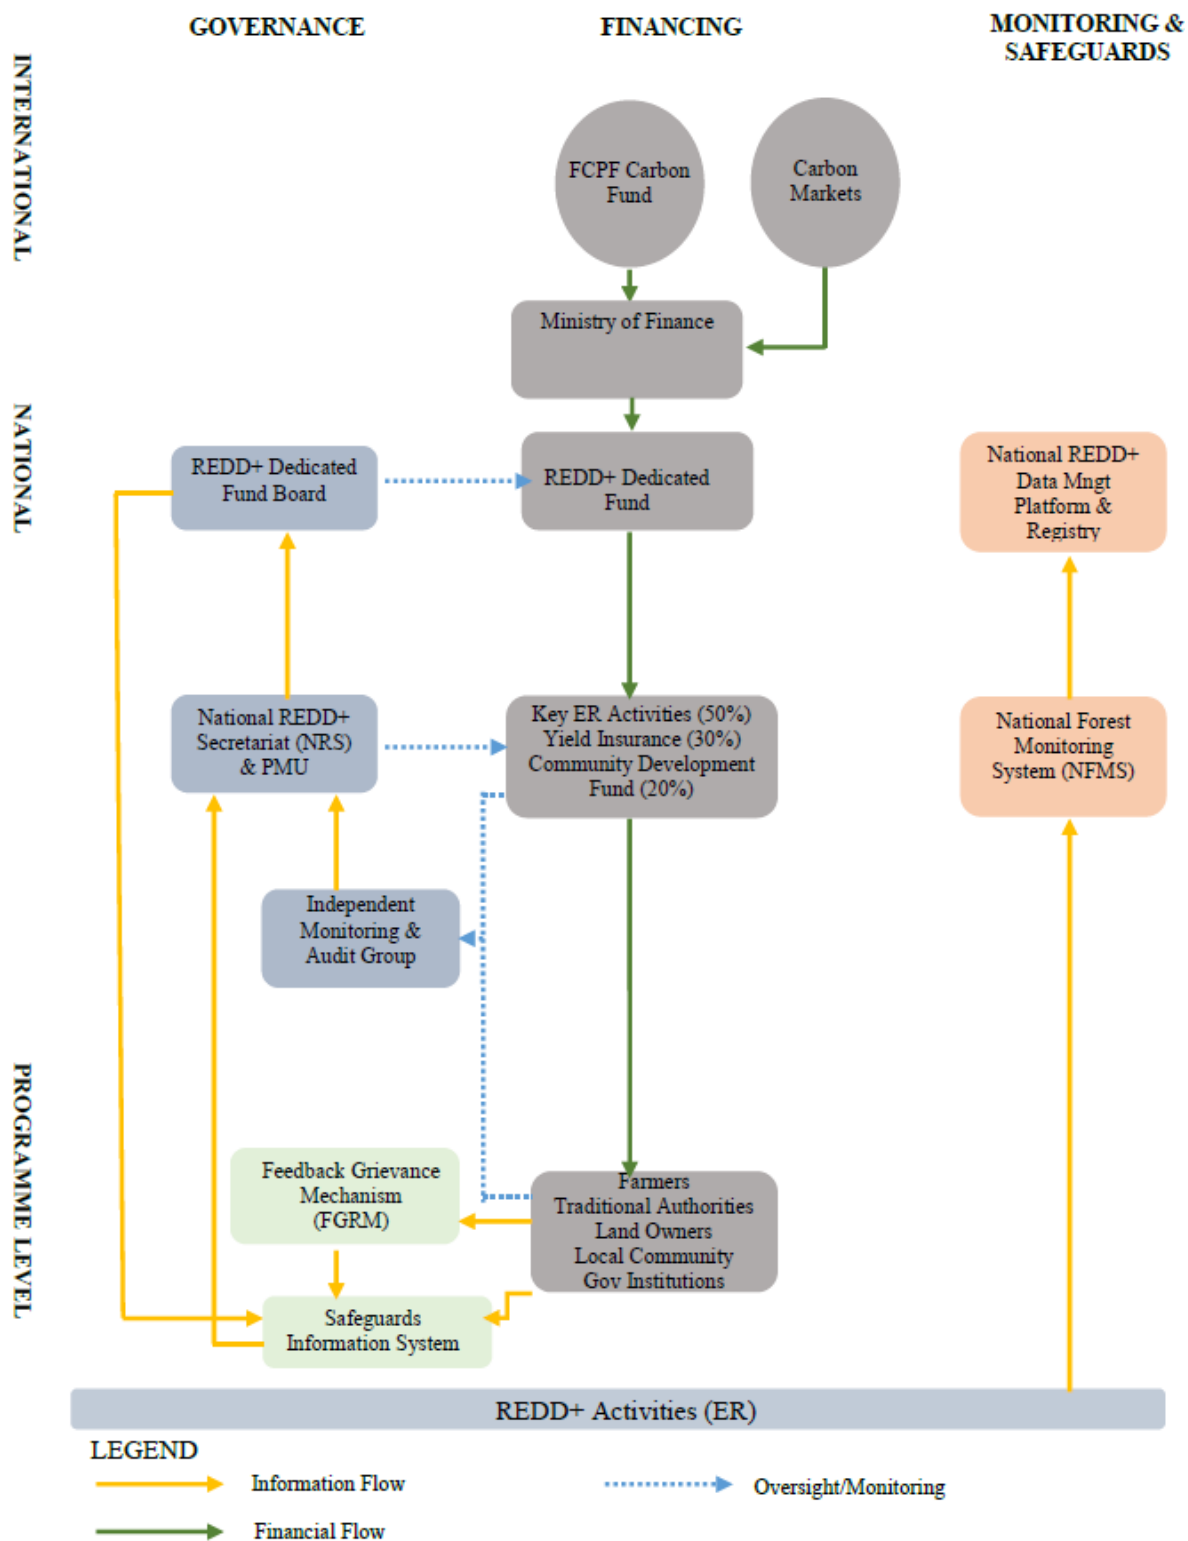 GOVERNANCE
FINANCING
MONITORING &
SAFEGUARDS
INTERNATIONAL
FCPF Carbon
Fund
Carbon
Markets
Ministry of Finance
NATIONAL
REDD+ Dedicated
Fund Board
REDD+ Dedicated
Fund
National REDD+
Data Mngt
Platform &
Registry
National REDD+
Secretariat (NRS)
& PMU
Key ER Activities (50%)
Yield Insurance (30%)
Community Development
Fund (20%)
National Forest
Monitoring
System (NFMS)
Independent
Monitoring &
Audit Group
PROGRAMME LEVEL
Feedback Grievance
Mechanism
(FGRM)
Farmers
Traditional Authorities
Land Owners
Local Community
Gov Institutions
Safeguards
Information System
REDD+ Activities (ER)
LEGEND
Information Flow
Oversight/Monitoring
Financial Flow